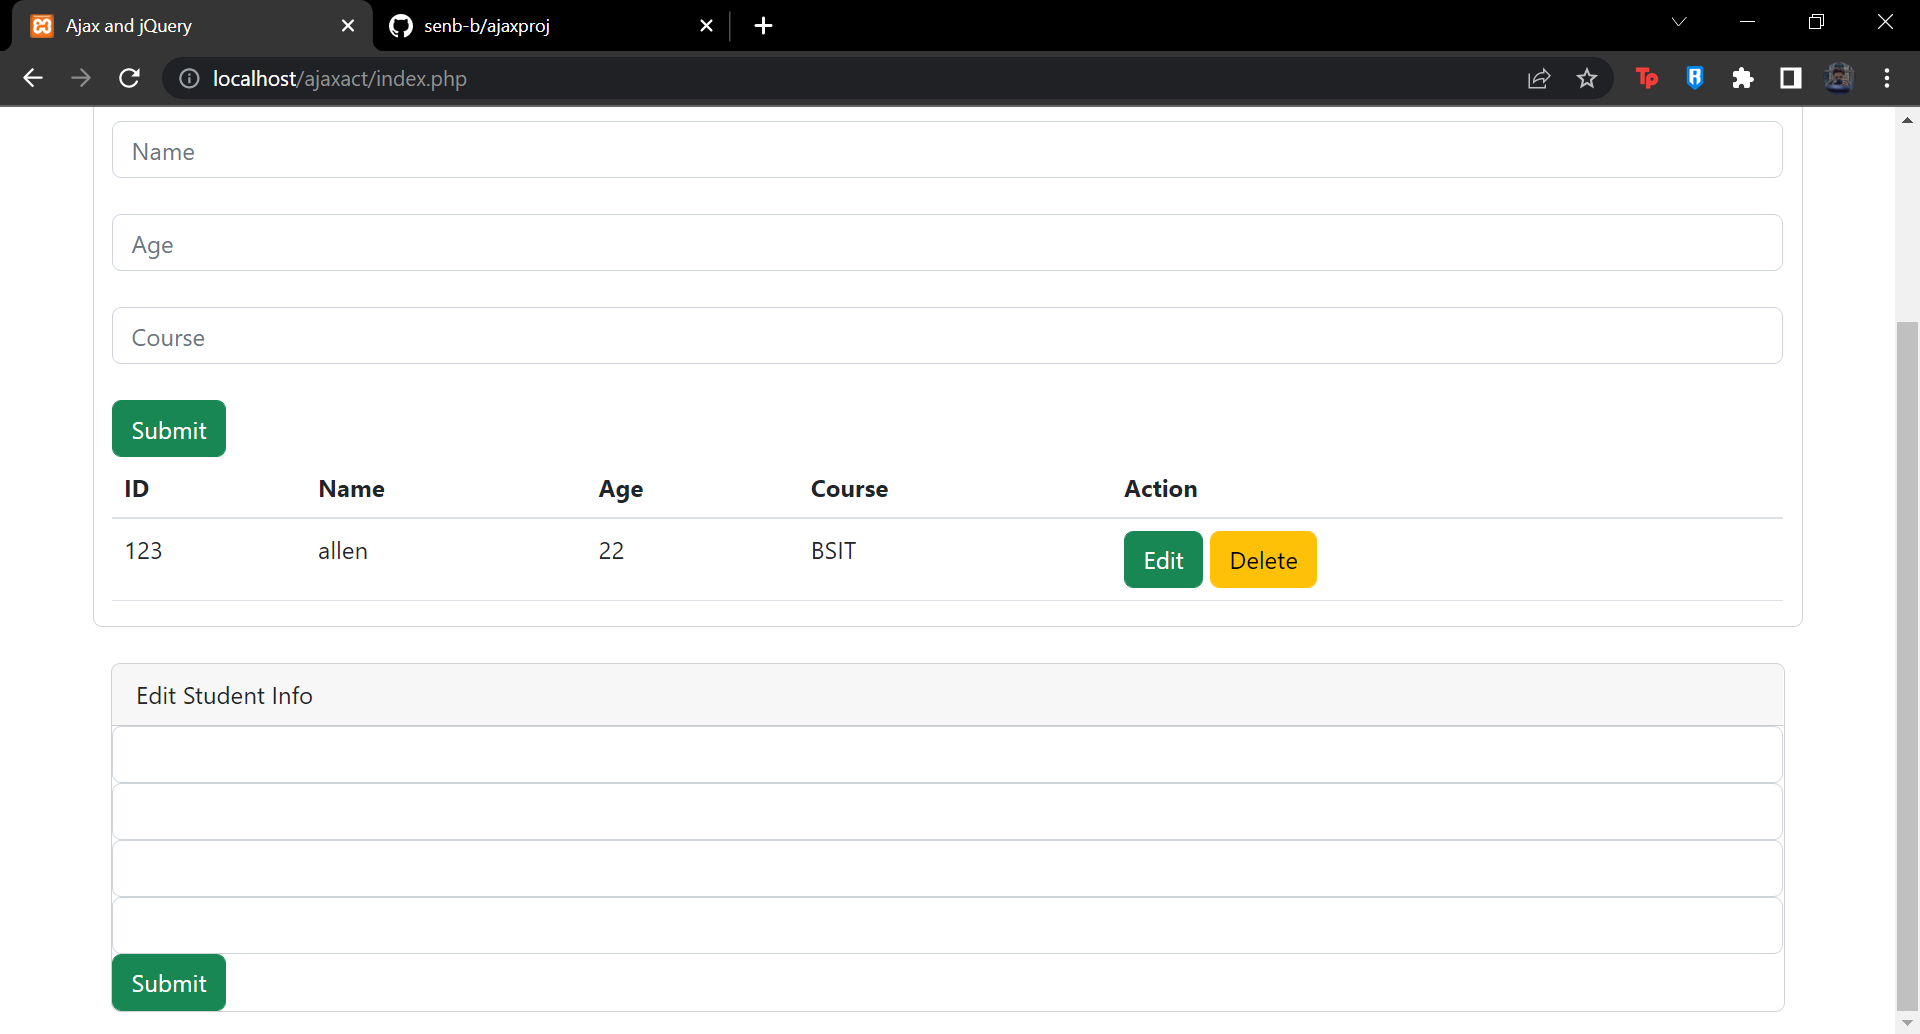 Ajax and jQuery
senb-b/ajaxproj
localhost/ajaxact/index.php
Tp
Name
Age
Course
Submit
ID Name Age Course Action
123 allen 22 BSIT Edit Delete
Edit Student Info
Submit